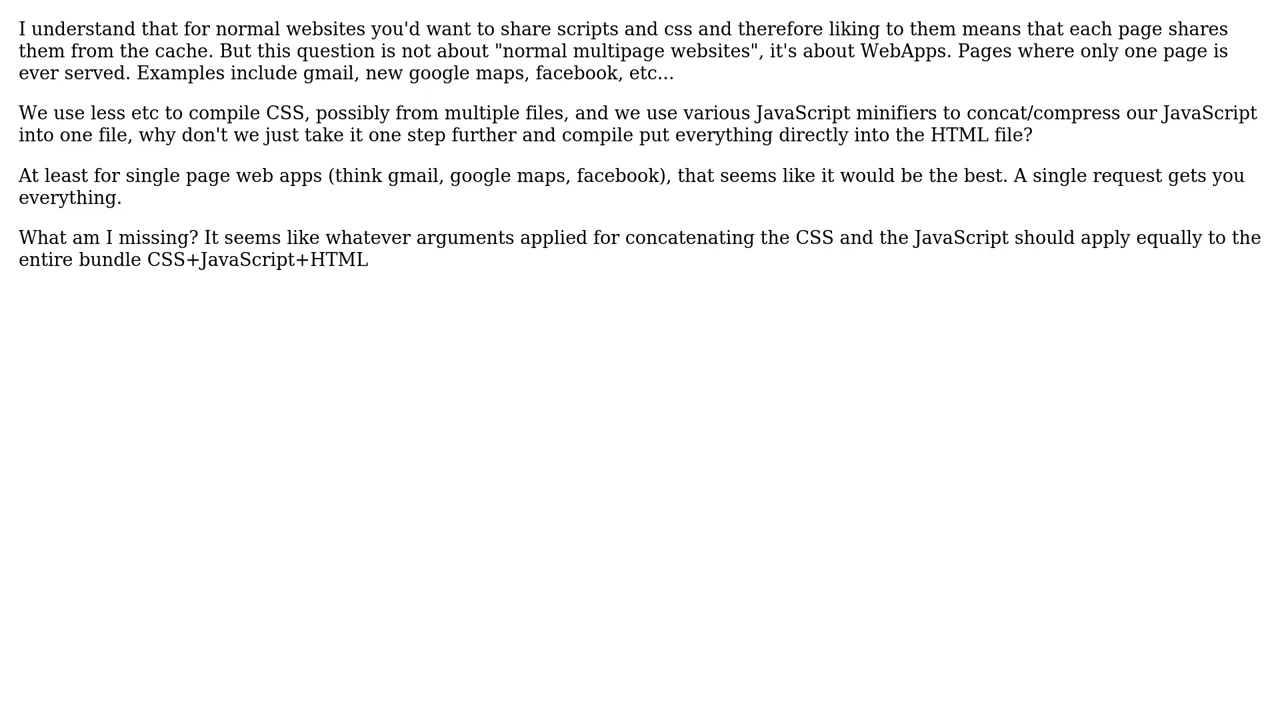 I understand that for normal websites you'd want to share scripts and css and therefore liking to them means that each page shares
them from the cache. But this question is not about "normal multipage websites", it's about WebApps. Pages where only one page is
ever served. Examples include gmail, new google maps, facebook, etc...
We use less etc to compile CSS, possibly from multiple files, and we use various JavaScript minifiers to concat/compress our JavaScript
into one file, why don't we just take it one step further and compile put everything directly into the HTML file?
At least for single page web apps (think gmail, google maps, facebook), that seems like it would be the best. A single request gets you
everything.
What am I missing? It seems like whatever arguments applied for concatenating the CSS and the JavaScript should apply equally to the
entire bundle CSS+JavaScript+HTML